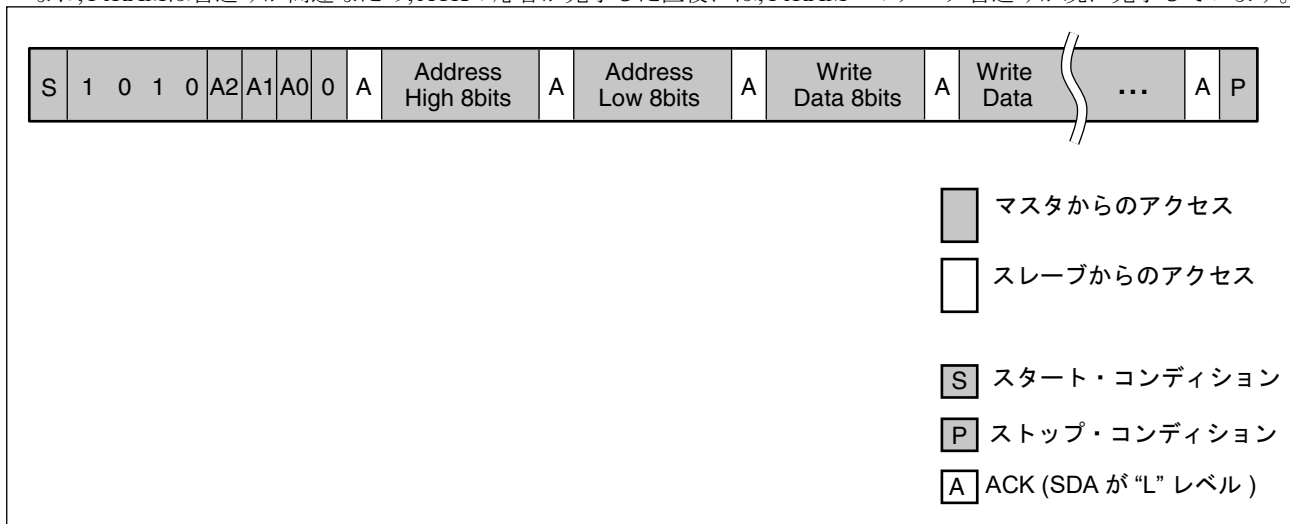 S 1 0 1 0 A2 A1 A0 0 A Address High 8bits A Address Low 8bits A Write Data 8bits A Write Data ... A P
マスタからのアクセス
スレーブからのアクセス
S スタート・コンディション
P ストップ・コンディション
A ACK (SDA が “L” レベル )